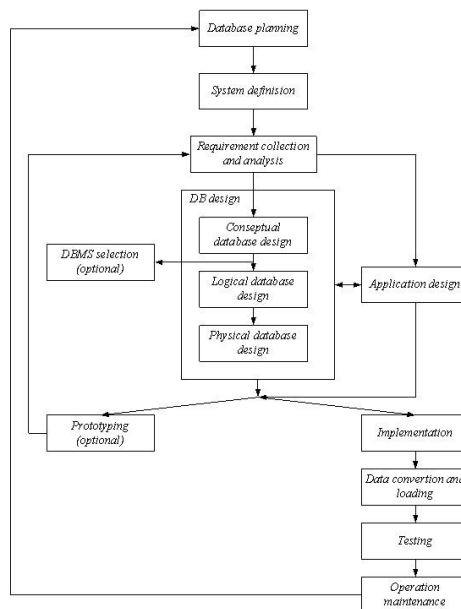 Database planning
System definision
Requirement collection
and analysis
DB design
Conseptual
database design
DBMS selection
(optional)
Logical database
design
Application design
Physical database
design
Prototyping
(optional)
Implementation
Data convertion and
loading
Testing
Operation
maintenance